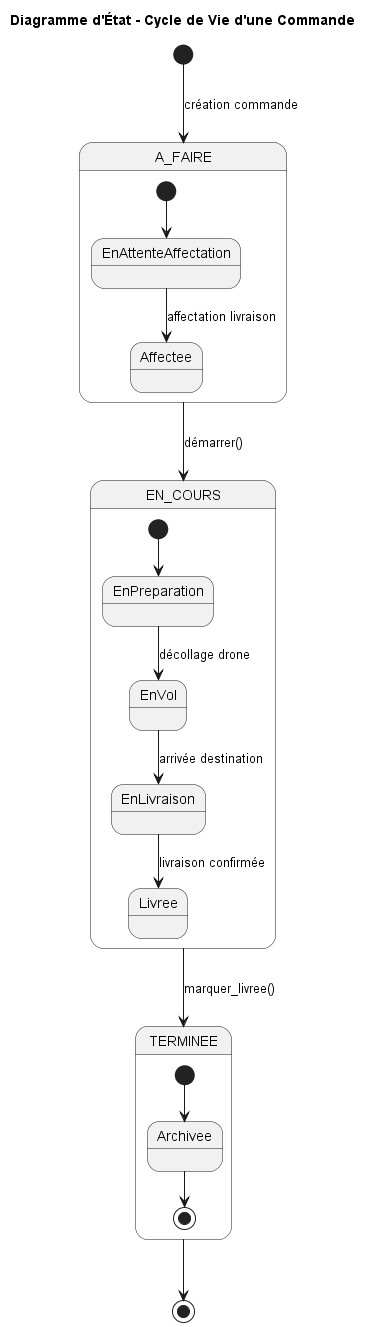 Diagramme d'État - Cycle de Vie d'une Commande
création commande
A_FAIRE
EnAttenteAffectation
affectation livraison
Affectee
démarrer()
EN_COURS
EnPreparation
décollage drone
EnVol
arrivée destination
EnLivraison
livraison confirmée
Livree
marquer_livree()
TERMINEE
Archivee